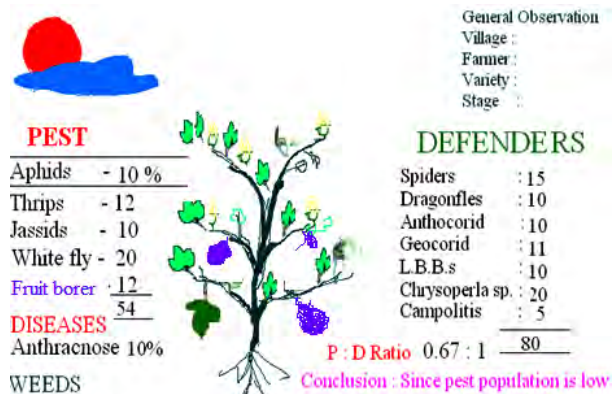 General Observation
Village :
Farmer :
Variety :
Stage :
PEST
Aphids - 10 %
Thrips - 12
Jassids - 10
White fly - 20
Fruit borer - 12
54
DISEASES
Anthracnose 10%
WEEDS
DEFENDERS
Spiders : 15
Dragonfles : 10
Anthocorid : 10
Geocorid : 11
L.B.B.s : 10
Chrysoperla sp. : 20
Campolitis : 5
80
P : D Ratio 0.67 : 1
Conclusion : Since pest population is low